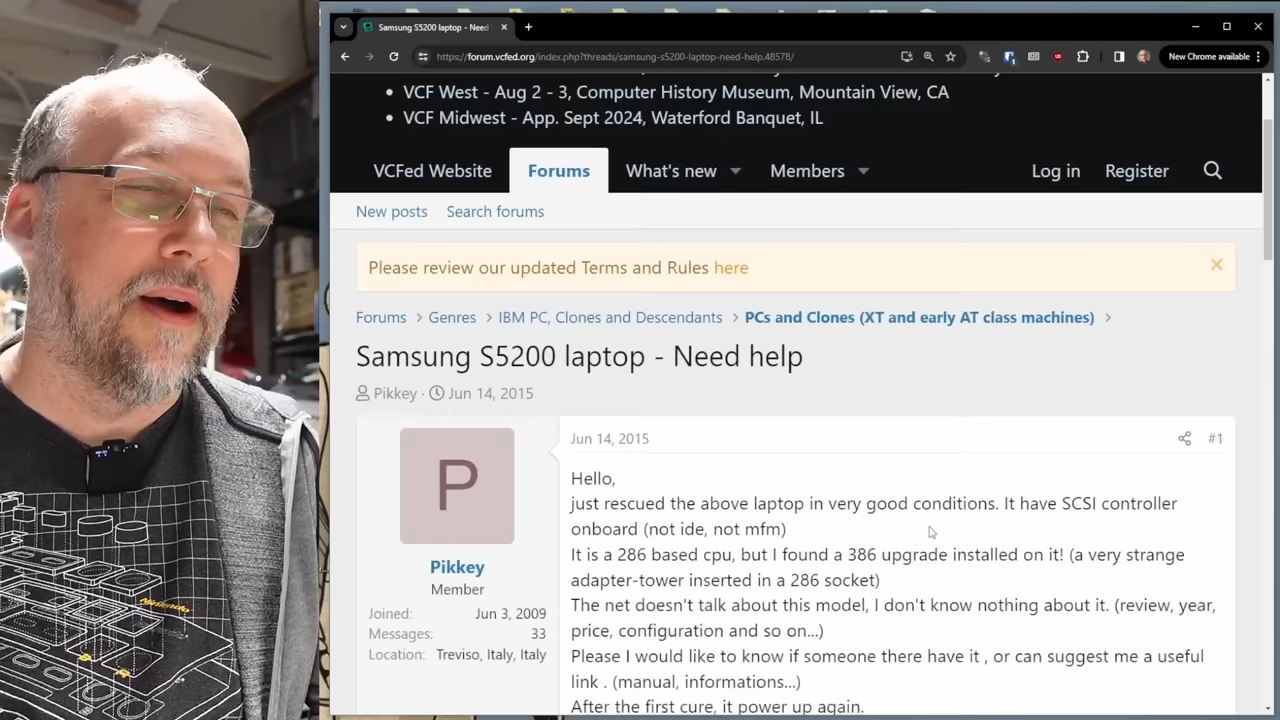 Samsung S5200 laptop - Need
https://forum.vcfed.org/index.php?threads/samsung-s5200-laptop-need-help.48578/
New Chrome available
VCF West - Aug 2 - 3, Computer History Museum, Mountain View, CA
VCF Midwest - App. Sept 2024, Waterford Banquet, IL
VCFed Website
Forums
What's new
Members
Log in
Register
New posts
Search forums
Please review our updated Terms and Rules here
Forums > Genres > IBM PC, Clones and Descendants > PCs and Clones (XT and early AT class machines) >
Samsung S5200 laptop - Need help
Pikkey · Jun 14, 2015
P
Pikkey
Member
Joined: Jun 3, 2009
Messages: 33
Location: Treviso, Italy, Italy
Jun 14, 2015
#1
Hello,
just rescued the above laptop in very good conditions. It have SCSI controller
onboard (not ide, not mfm)
It is a 286 based cpu, but I found a 386 upgrade installed on it! (a very strange
adapter-tower inserted in a 286 socket)
The net doesn't talk about this model, I don't know nothing about it. (review, year,
price, configuration and so on...)
Please I would like to know if someone there have it , or can suggest me a useful
link . (manual, informations...)
After the first cure, it power up again.
Nintendo